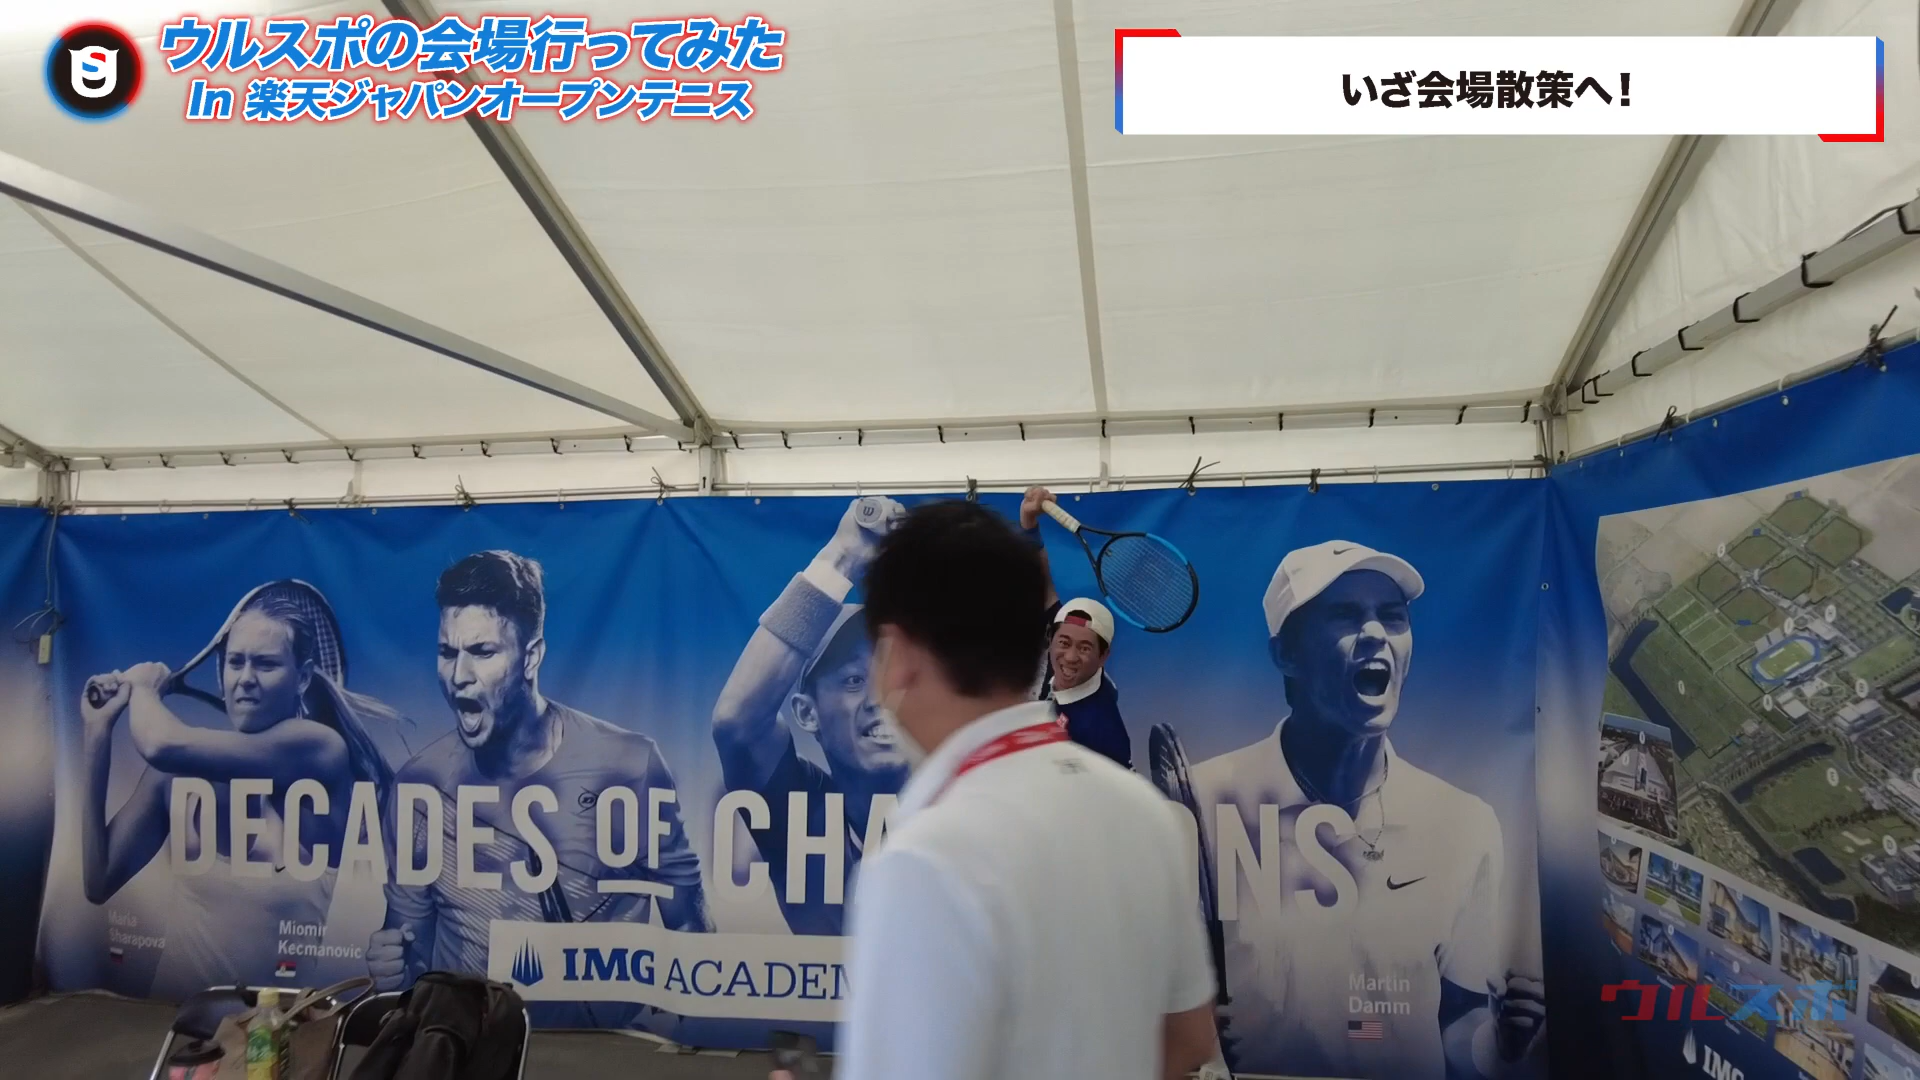 ウルスポの会場行ってみた
In 楽天ジャパンオープンテニス
いざ会場散策へ!
DECADES OF CHA
ONS
Maria
Sharapova
Miomir
Kecmanovic
IMG ACADEM
Martin
Damm
ウルスポ
IMG